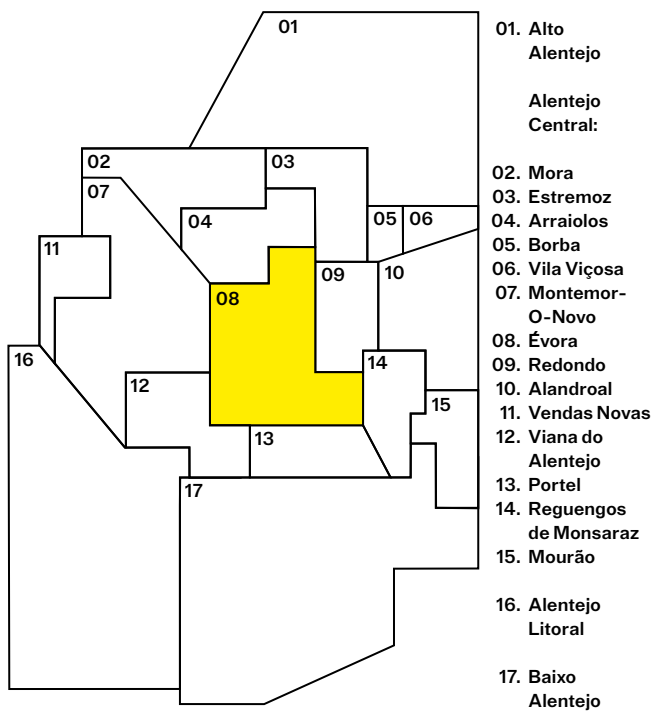 01
02
03
07
04
05
06
11
09
10
08
16
14
12
15
13
17
01. Alto
Alentejo
Alentejo
Central:
02. Mora
03. Estremoz
04. Arraiolos
05. Borba
06. Vila Viçosa
07. Montemor-
O-Novo
08. Évora
09. Redondo
10. Alandroal
11. Vendas Novas
12. Viana do
Alentejo
13. Portel
14. Reguengos
de Monsaraz
15. Mourão
16. Alentejo
Litoral
17. Baixo
Alentejo